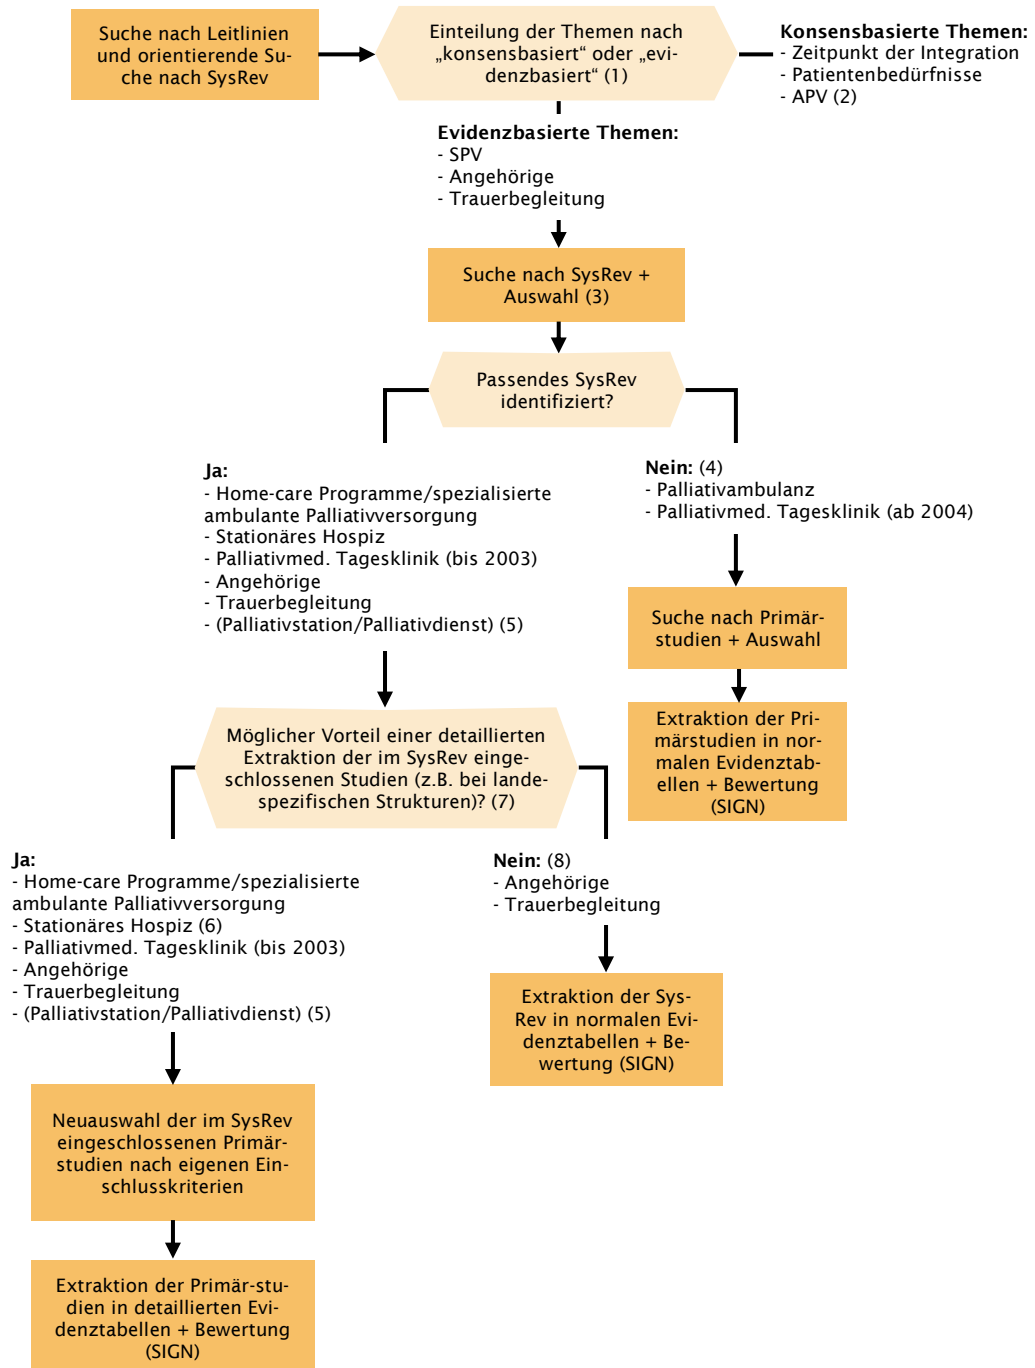 Suche nach Leitlinien
und orientierende Su-
che nach SysRev
Einteilung der Themen nach
„konsensbasiert“ oder „evi-
denzbasiert“ (1)
Konsensbasierte Themen:
- Zeitpunkt der Integration
- Patientenbedürfnisse
- APV (2)
Evidenzbasierte Themen:
- SPV
- Angehörige
- Trauerbegleitung
Suche nach SysRev +
Auswahl (3)
Passendes SysRev
identifiziert?
Ja:
- Home-care Programme/spezialisierte
ambulante Palliativversorgung
- Stationäres Hospiz
- Palliativmed. Tagesklinik (bis 2003)
- Angehörige
- Trauerbegleitung
- (Palliativstation/Palliativdienst) (5)
Nein: (4)
- Palliativambulanz
- Palliativmed. Tagesklinik (ab 2004)
Suche nach Primär-
studien + Auswahl
Extraktion der Pri-
märstudien in nor-
malen Evidenztab-
ellen + Bewertung
(SIGN)
Möglicher Vorteil einer detaillierten
Extraktion der im SysRev einge-
schlossenen Studien (z.B. bei lande-
spezifischen Strukturen)? (7)
Ja:
- Home-care Programme/spezialisierte
ambulante Palliativversorgung
- Stationäres Hospiz (6)
- Palliativmed. Tagesklinik (bis 2003)
- Angehörige
- Trauerbegleitung
- (Palliativstation/Palliativdienst) (5)
Nein: (8)
- Angehörige
- Trauerbegleitung
Extraktion der Sys-
Rev in normalen Evi-
denztabellen + Be-
wertung (SIGN)
Neuauswahl der im SysRev
eingeschlossenen Primär-
studien nach eigenen Ein-
schlusskriterien
Extraktion der Primär-stu-
dien in detaillierten Evi-
denztabellen + Bewertung
(SIGN)